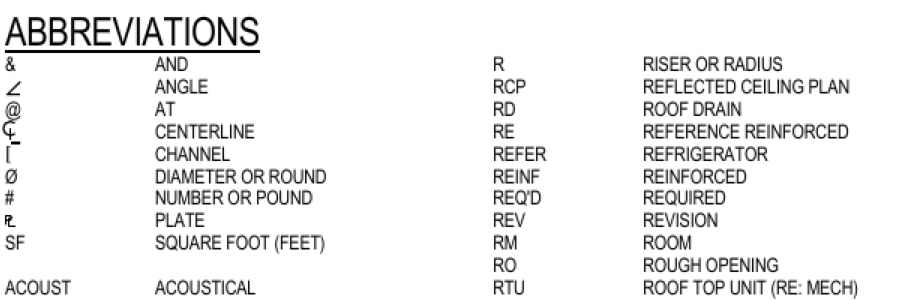 ABBREVIATIONS
& AND
∠ ANGLE
@ AT
℄ CENTERLINE
[ CHANNEL
Ø DIAMETER OR ROUND
# NUMBER OR POUND
⅊ PLATE
SF SQUARE FOOT (FEET)
ACOUST ACOUSTICAL
R RISER OR RADIUS
RCP REFLECTED CEILING PLAN
RD ROOF DRAIN
RE REFERENCE REINFORCED
REFER REFRIGERATOR
REINF REINFORCED
REQ'D REQUIRED
REV REVISION
RM ROOM
RO ROUGH OPENING
RTU ROOF TOP UNIT (RE: MECH)